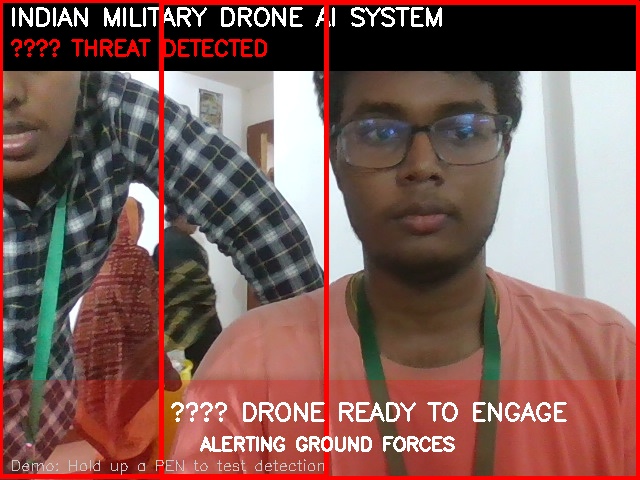 INDIAN MILITARY DRONE AI SYSTEM
???? THREAT DETECTED
???? DRONE READY TO ENGAGE
ALERTING GROUND FORCES
Demo: Hold up a PEN to test detection